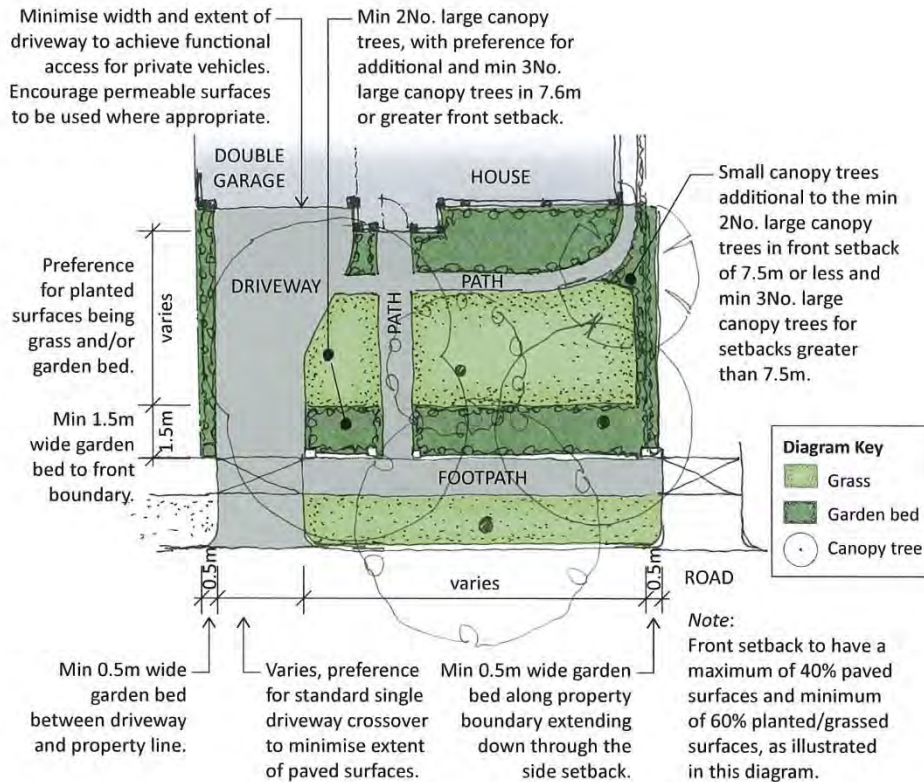 Minimise width and extent of
driveway to achieve functional
access for private vehicles.
Encourage permeable surfaces
to be used where appropriate.
Min 2No. large canopy
trees, with preference for
additional and min 3No.
large canopy trees in 7.6m
or greater front setback.
DOUBLE
GARAGE
HOUSE
Small canopy trees
additional to the min
2No. large canopy
trees in front setback
of 7.5m or less and
min 3No. large
canopy trees for
setbacks greater
than 7.5m.
Preference
for planted
surfaces being
grass and/or
garden bed.
varies
DRIVEWAY
PATH
PATH
Min 1.5m
wide garden
bed to front
boundary.
1.5m
FOOTPATH
Diagram Key
Grass
Garden bed
Canopy tree
0.5m
varies
0.5m
ROAD
Min 0.5m wide
garden bed
between driveway
and property line.
Varies, preference
for standard single
driveway crossover
to minimise extent
of paved surfaces.
Min 0.5m wide garden
bed along property
boundary extending
down through the
side setback.
Note:
Front setback to have a
maximum of 40% paved
surfaces and minimum
of 60% planted/grassed
surfaces, as illustrated
in this diagram.